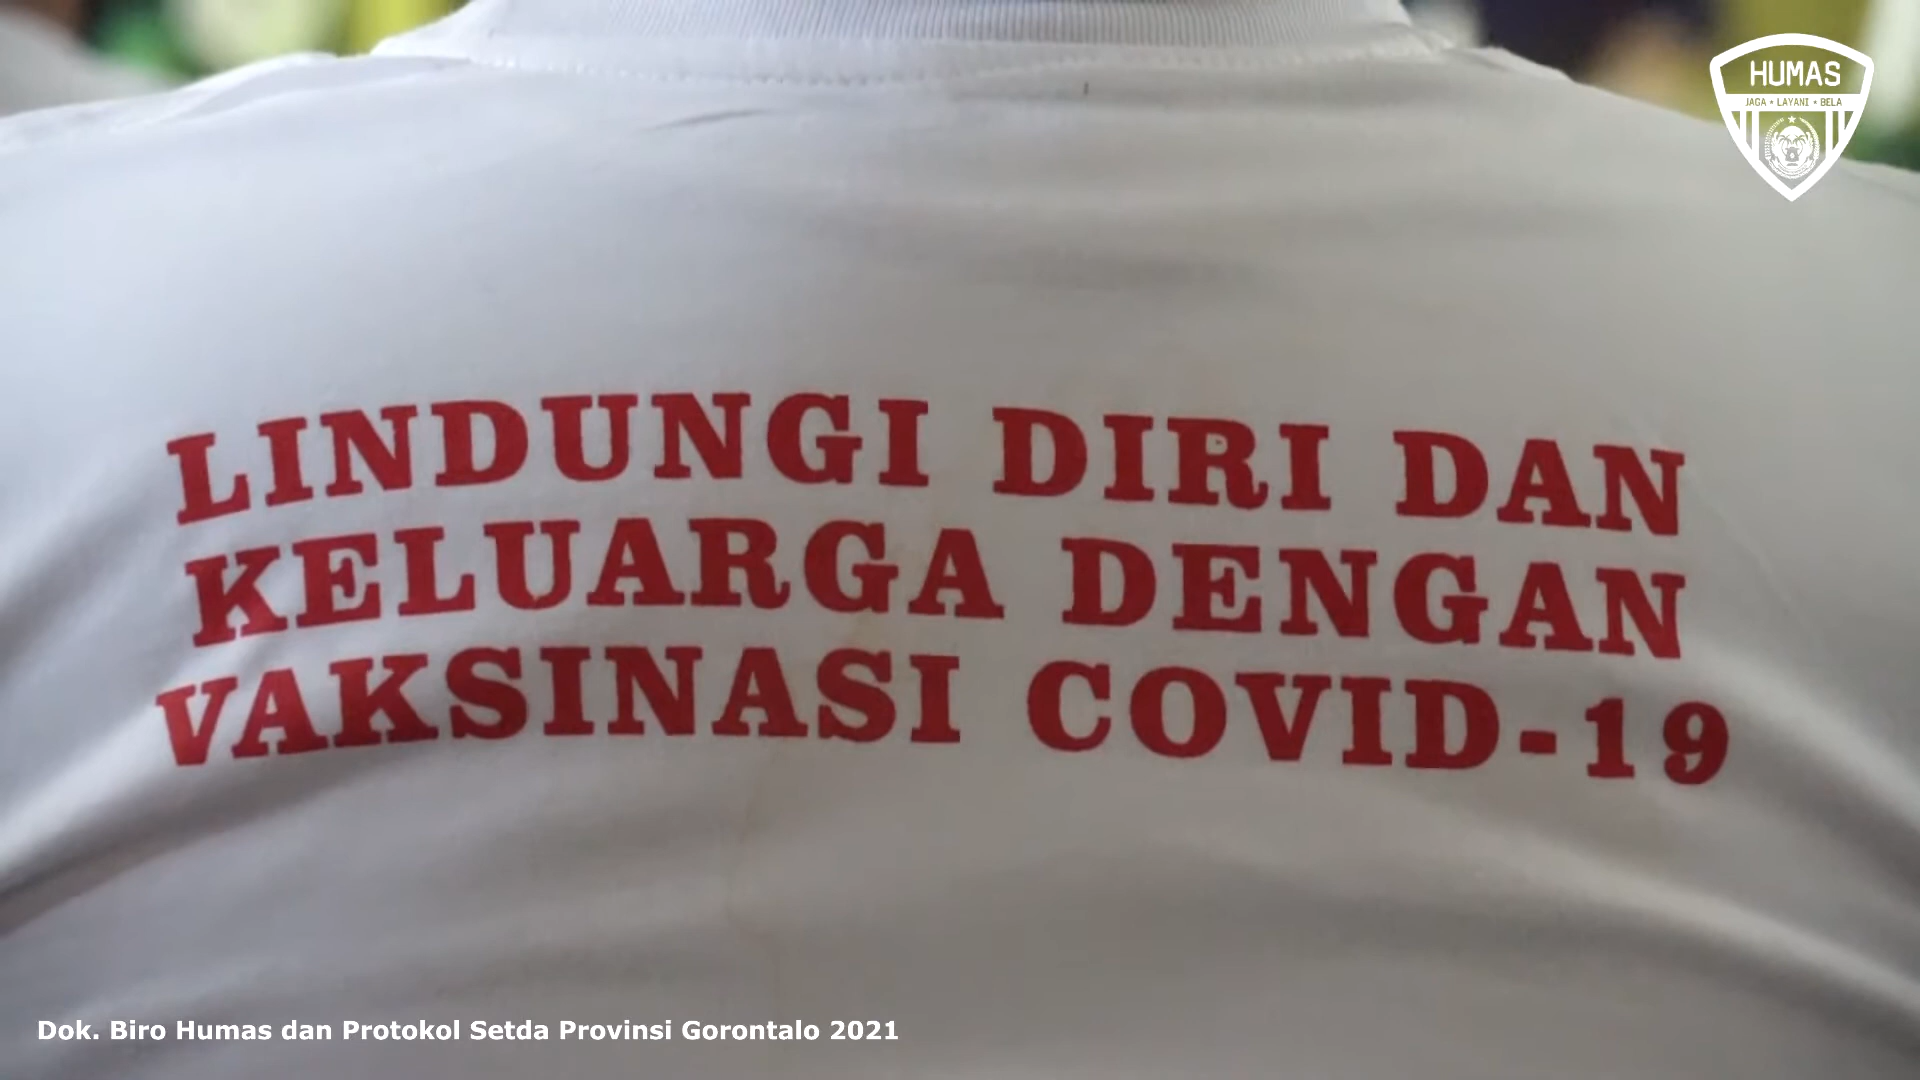 HUMAS
JAGA • LAYANI • BELA
LINDUNGI DIRI DAN
KELUARGA DENGAN
VAKSINASI COVID-19
Dok. Biro Humas dan Protokol Setda Provinsi Gorontalo 2021